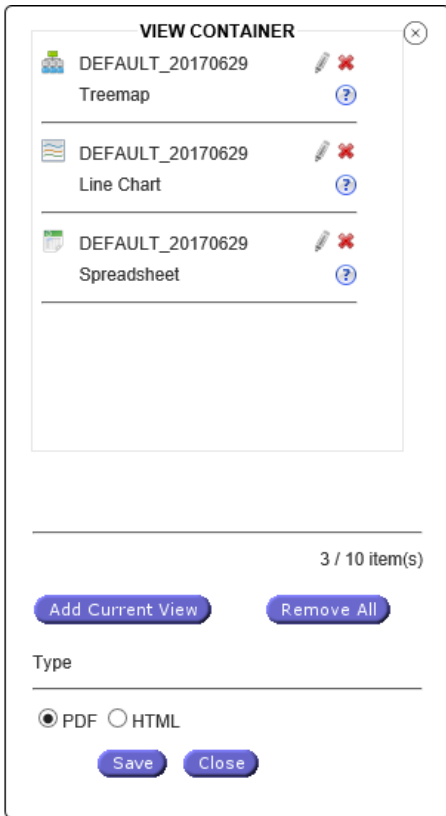 VIEW CONTAINER
DEFAULT_20170629
Treemap
DEFAULT_20170629
Line Chart
DEFAULT_20170629
Spreadsheet
3 / 10 item(s)
Add Current View Remove All
Type
PDF HTML
Save Close